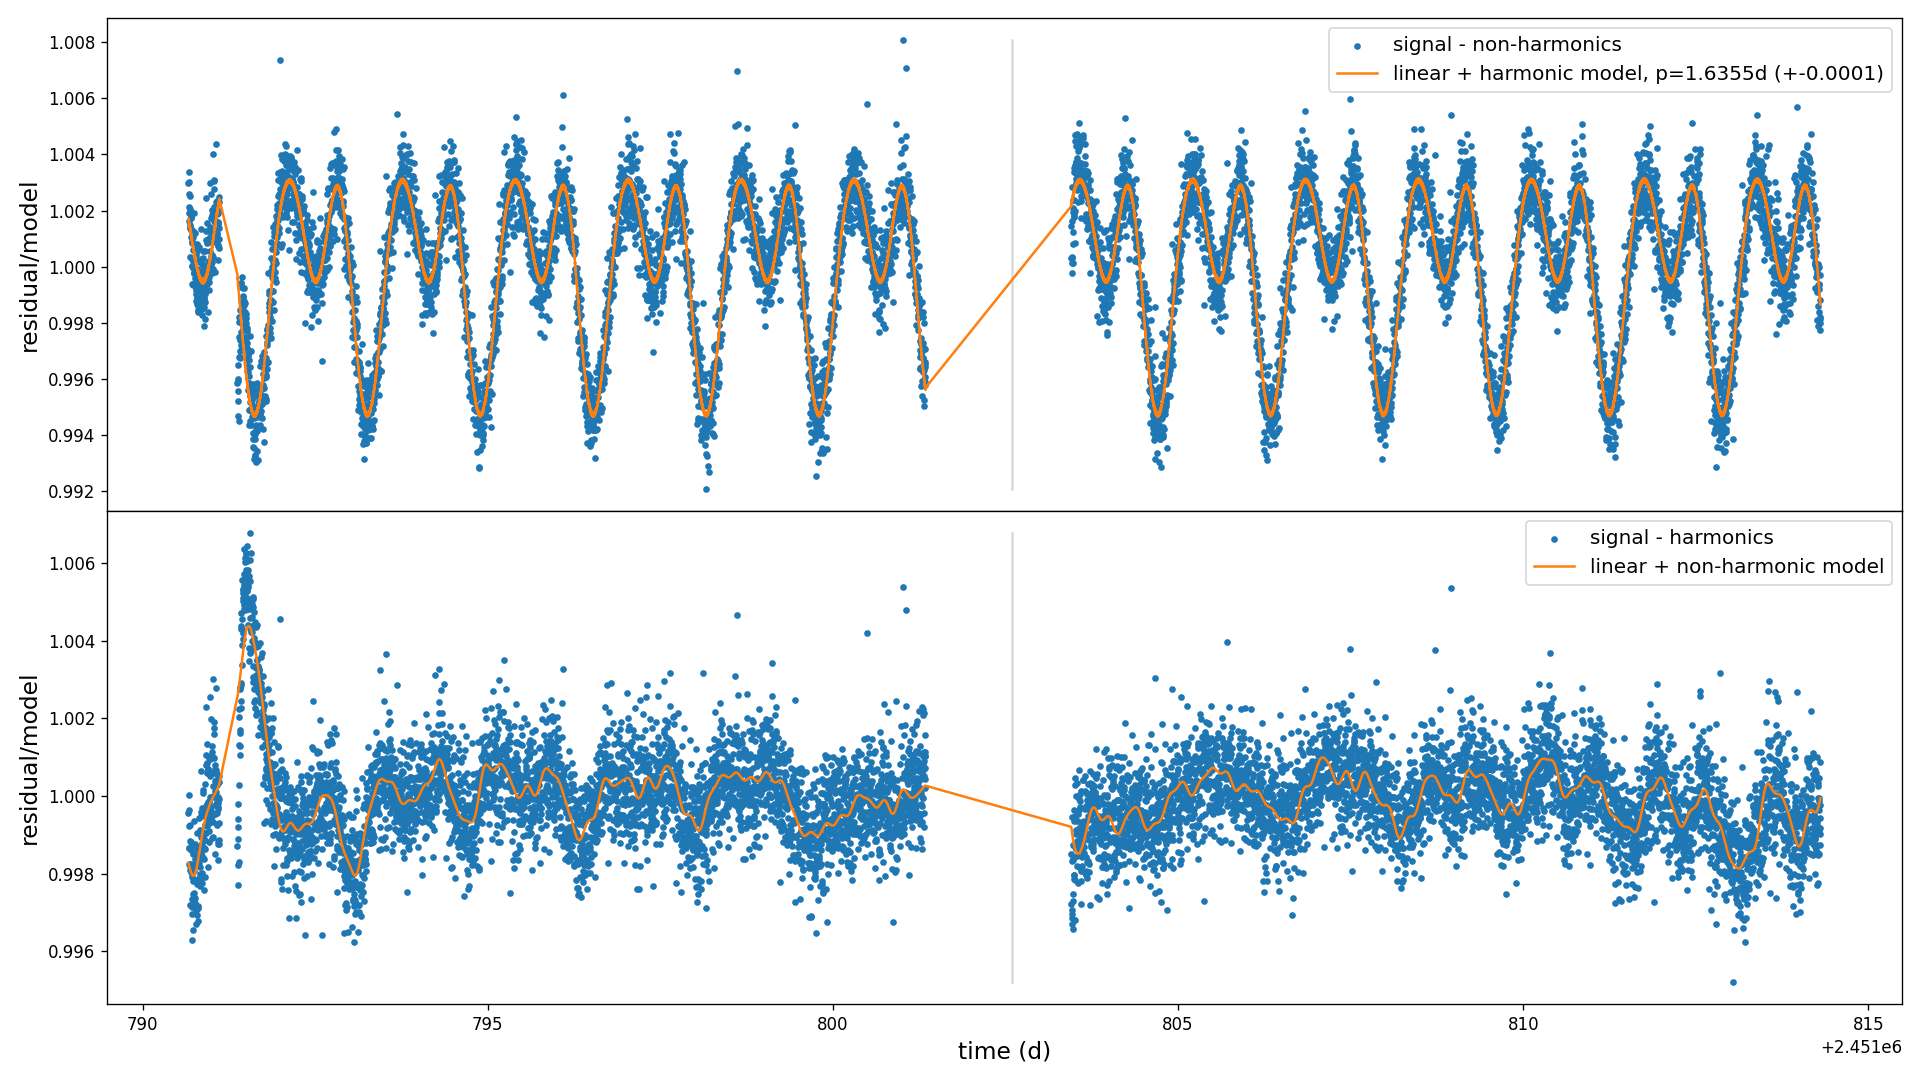 1.008
1.006
1.004
1.002
1.000
0.998
0.996
0.994
0.992
residual/model
signal - non-harmonics
linear + harmonic model, p=1.6355d (+-0.0001)
1.006
1.004
1.002
1.000
0.998
0.996
residual/model
signal - harmonics
linear + non-harmonic model
790 795 800 805 810 815
time (d)
+2.451e6